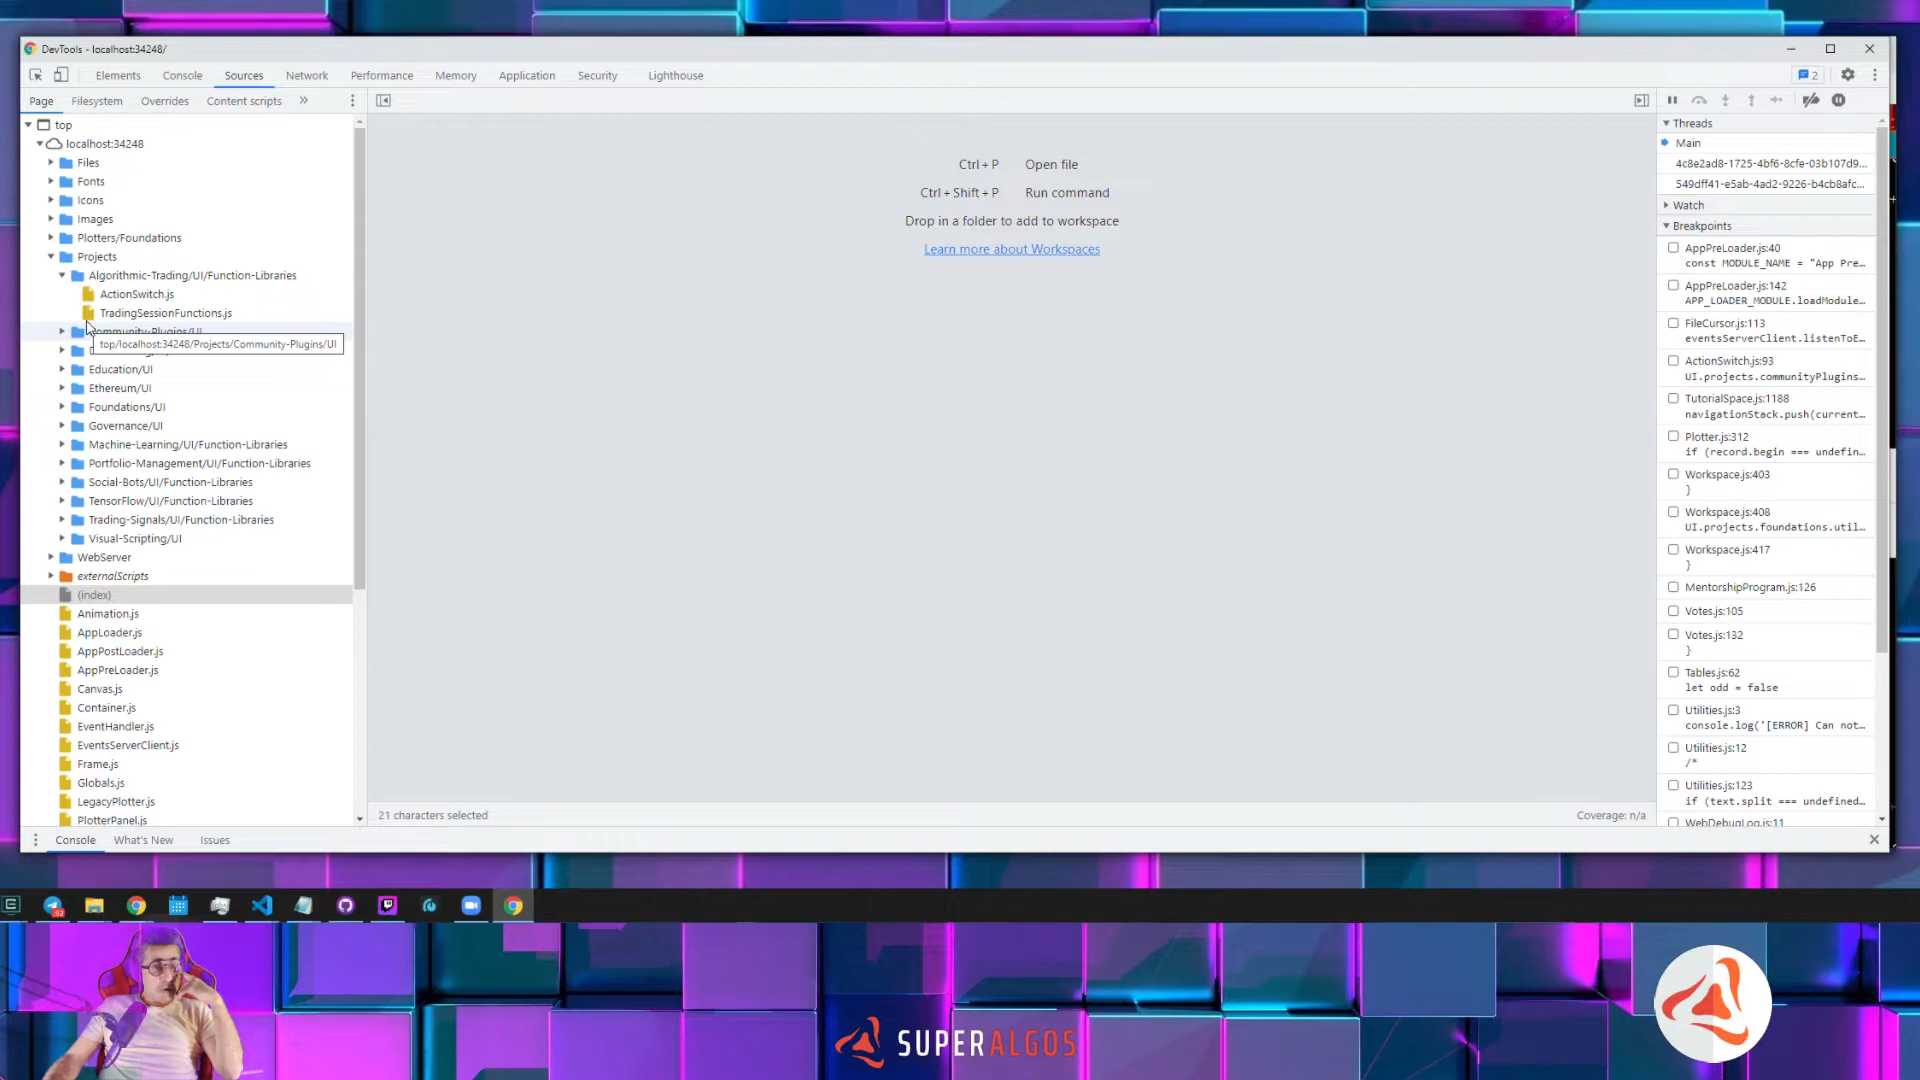 DevTools - localhost:34248/
Elements Console Sources Network Performance Memory Application Security Lighthouse 2
Page Filesystem Overrides Content scripts »
top
localhost:34248
Files
Fonts
Icons
Images
Plotters/Foundations
Projects
Algorithmic-Trading/UI/Function-Libraries
ActionSwitch.js
TradingSessionFunctions.js
Community-Plugins/UI
top/localhost:34248/Projects/Community-Plugins/UI
Education/UI
Ethereum/UI
Foundations/UI
Governance/UI
Machine-Learning/UI/Function-Libraries
Portfolio-Management/UI/Function-Libraries
Social-Bots/UI/Function-Libraries
TensorFlow/UI/Function-Libraries
Trading-Signals/UI/Function-Libraries
Visual-Scripting/UI
WebServer
externalScripts
(index)
Animation.js
AppLoader.js
AppPostLoader.js
AppPreLoader.js
Canvas.js
Container.js
EventHandler.js
EventsServerClient.js
Frame.js
Globals.js
LegacyPlotter.js
PlotterPanel.js
Ctrl + P Open file
Ctrl + Shift + P Run command
Drop in a folder to add to workspace
Learn more about Workspaces
21 characters selected
Coverage: n/a
Threads
Main
4c8e2ad8-1725-4bf6-8cfe-03b107d9...
549dff41-e5ab-4ad2-9226-b4cb8afc...
Watch
Breakpoints
AppPreLoader.js:40
const MODULE_NAME = "App Pre...
AppPreLoader.js:142
APP_LOADER_MODULE.loadModule...
FileCursor.js:113
eventsServerClient.listenToE...
ActionSwitch.js:93
UI.projects.communityPlugins...
TutorialSpace.js:1188
navigationStack.push(current...
Plotter.js:312
if (record.begin === undefin...
Workspace.js:403
}
Workspace.js:408
UI.projects.foundations.util...
Workspace.js:417
}
MentorshipProgram.js:126
Votes.js:105
Votes.js:132
}
Tables.js:62
let odd = false
Utilities.js:3
console.log('[ERROR] Can not...
Utilities.js:12
/*
Utilities.js:123
if (text.split === undefined...
WebDebugLog.js:11
Console What's New Issues
SUPERALGOS